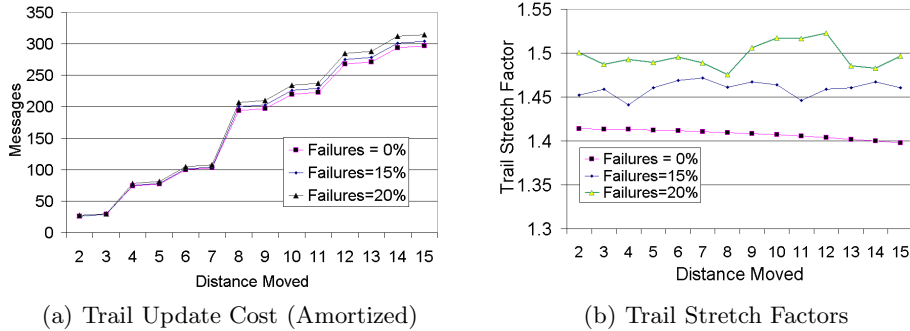 350
300
250
200
150
100
50
0
Messages
Failures = 0%
Failures=15%
Failures=20%
2 3 4 5 6 7 8 9 10 11 12 13 14 15
Distance Moved
(a) Trail Update Cost (Amortized)
1.55
1.5
1.45
1.4
1.35
1.3
Trail Stretch Factor
Failures = 0%
Failures=15%
Failures=20%
2 3 4 5 6 7 8 9 10 11 12 13 14 15
Distance Moved
(b) Trail Stretch Factors